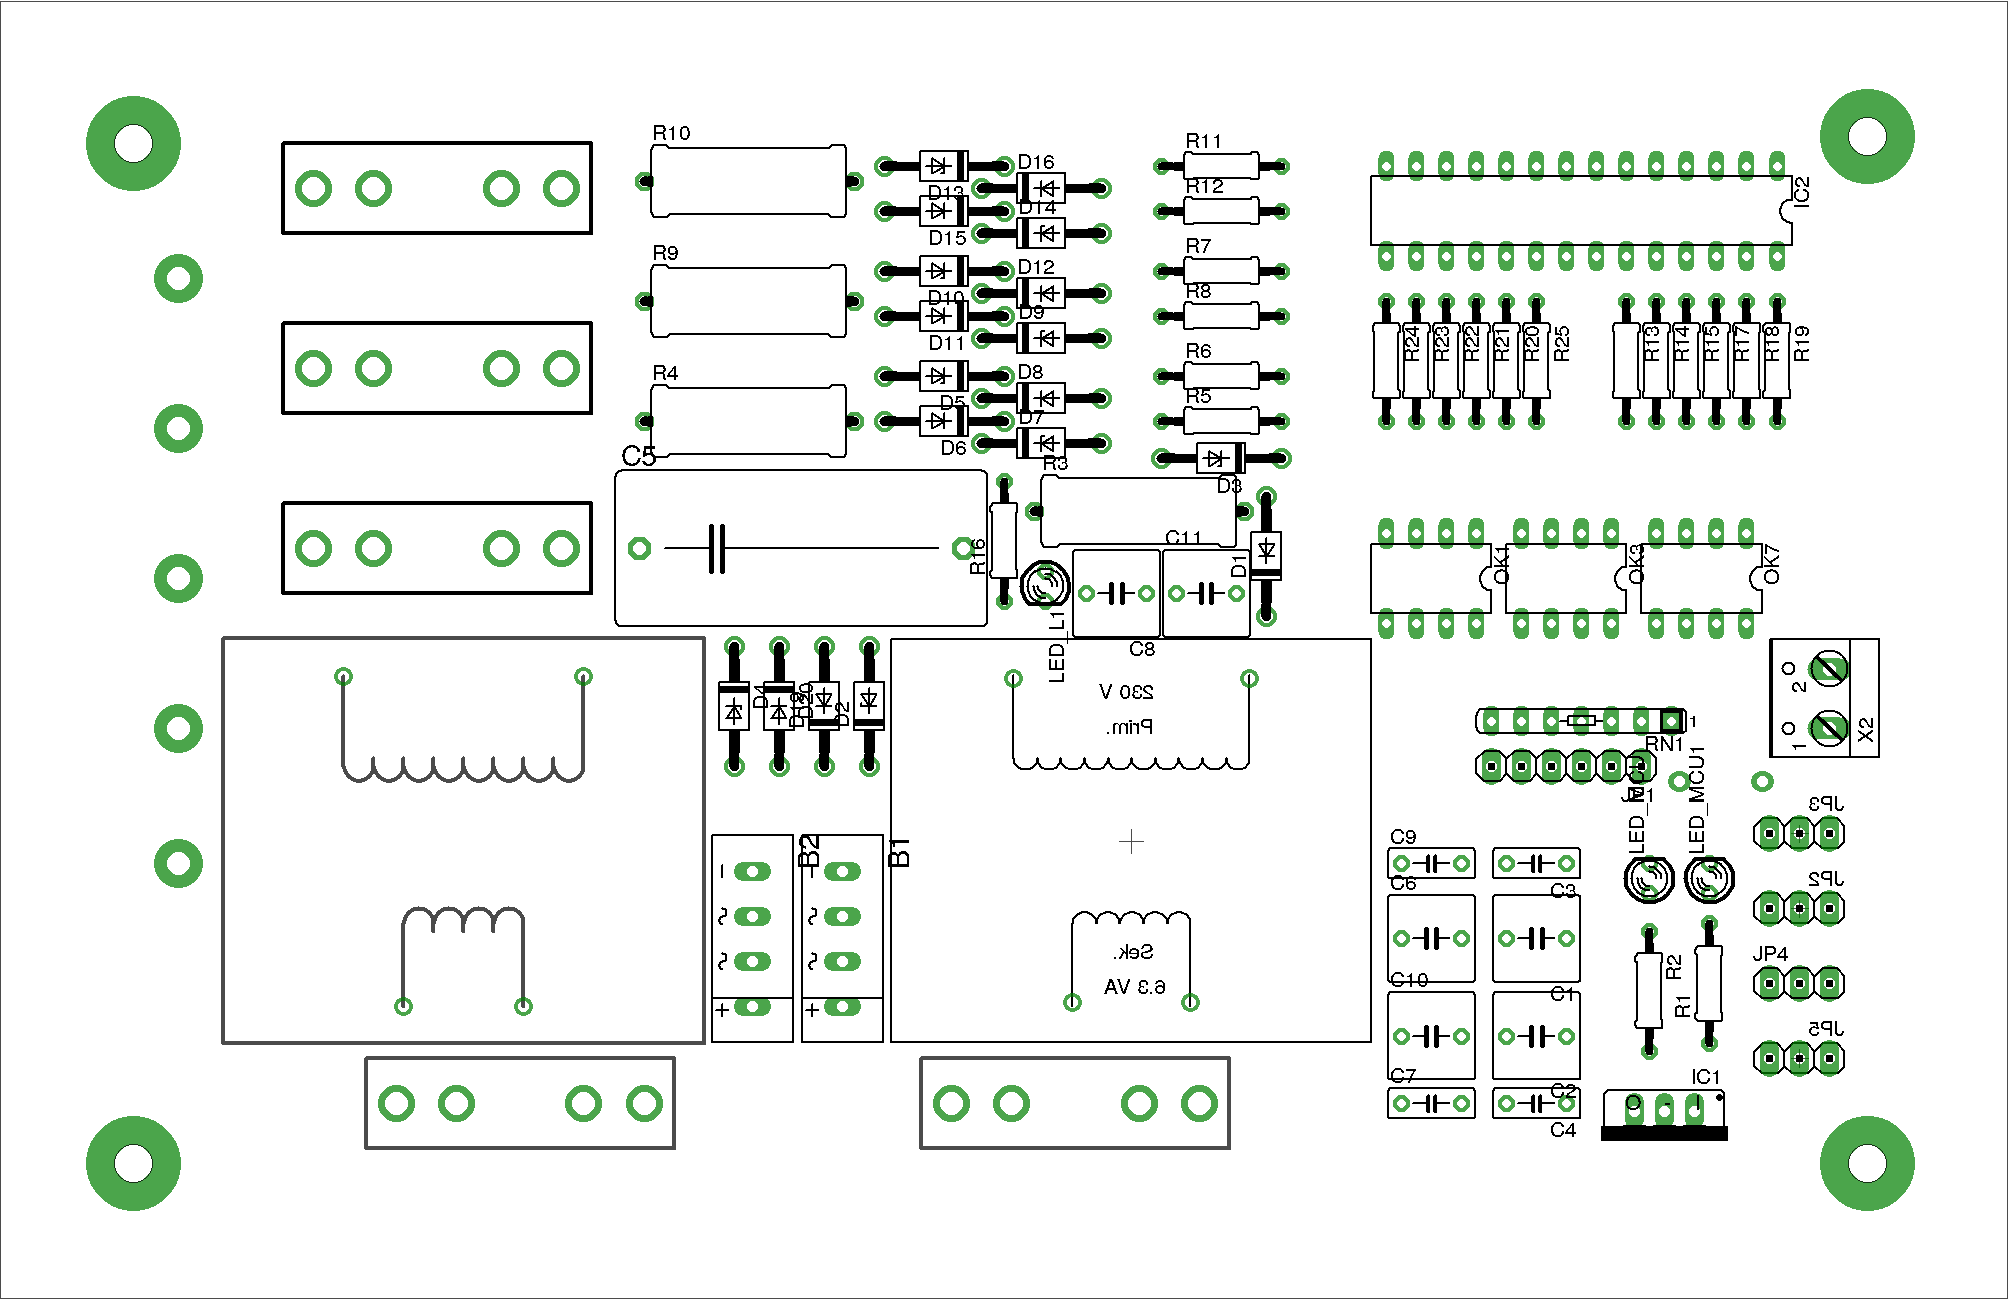 R10
D16
R11
D13
R12
IC2
D14
D15
R9
D12
R7
D10
R8
D9
D11
R24
R23
R22
R21
R20
R25
R13
R14
R15
R17
R18
R19
R4
D8
R6
D5
R5
D7
D6
C5
R3
D3
R16
C11
D1
OK1
OK3
OK7
LED_L1
C8
230 V
Prim.
D4
D19
D20
D2
2
1
X2
1
RN1
JP1
LED_MCU
LED_MCU1
JP3
B2
B1
C9
C6
C3
JP2
Sek.
6.3 VA
JP4
R2
R1
C10
C1
JP5
C7
C2
C4
IC1
O
-
I